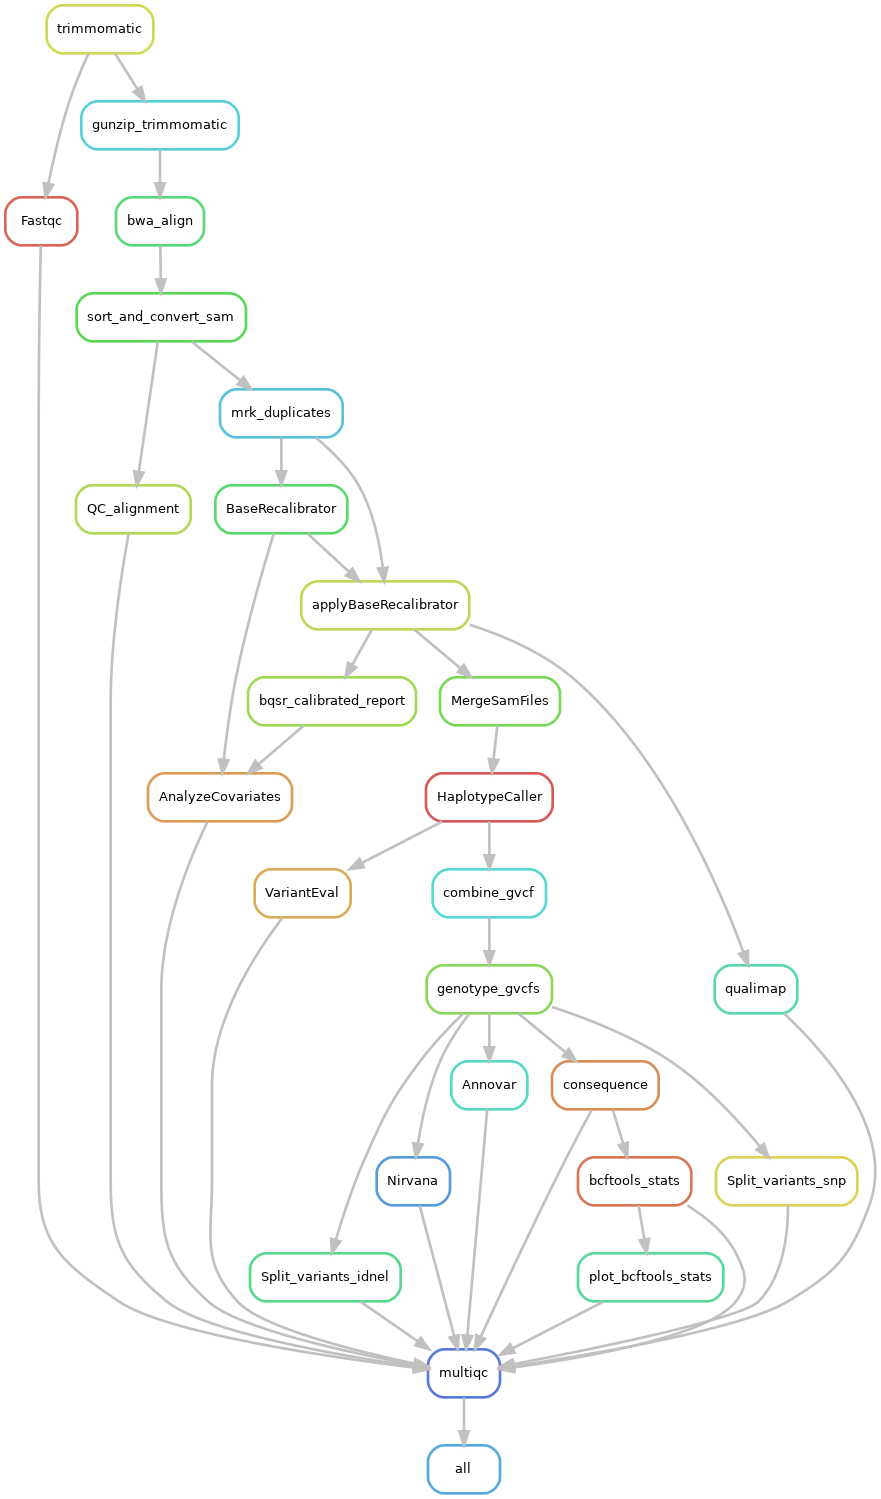 trimmomatic
gunzip_trimmomatic
Fastqc
bwa_align
sort_and_convert_sam
mrk_duplicates
QC_alignment
BaseRecalibrator
applyBaseRecalibrator
bqsr_calibrated_report
MergeSamFiles
AnalyzeCovariates
HaplotypeCaller
VariantEval
combine_gvcf
genotype_gvcfs
qualimap
Annovar
consequence
Nirvana
bcftools_stats
Split_variants_snp
Split_variants_idnel
plot_bcftools_stats
multiqc
all